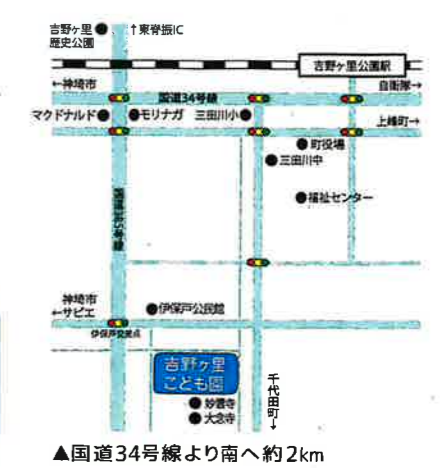 吉野ヶ里
歴史公園
↑東脊振IC
吉野ヶ里公園駅
←神埼市
自衛隊→
国道34号線
マクドナルド
モリナガ
三田川小
上峰町→
町役場
三田川中
福祉センター
国道385号線
神埼市
←サピエ
伊保戸公民館
伊保戸交差点
吉野ヶ里
こども園
千代田町↓
妙雲寺
大念寺
▲国道34号線より南へ約2km